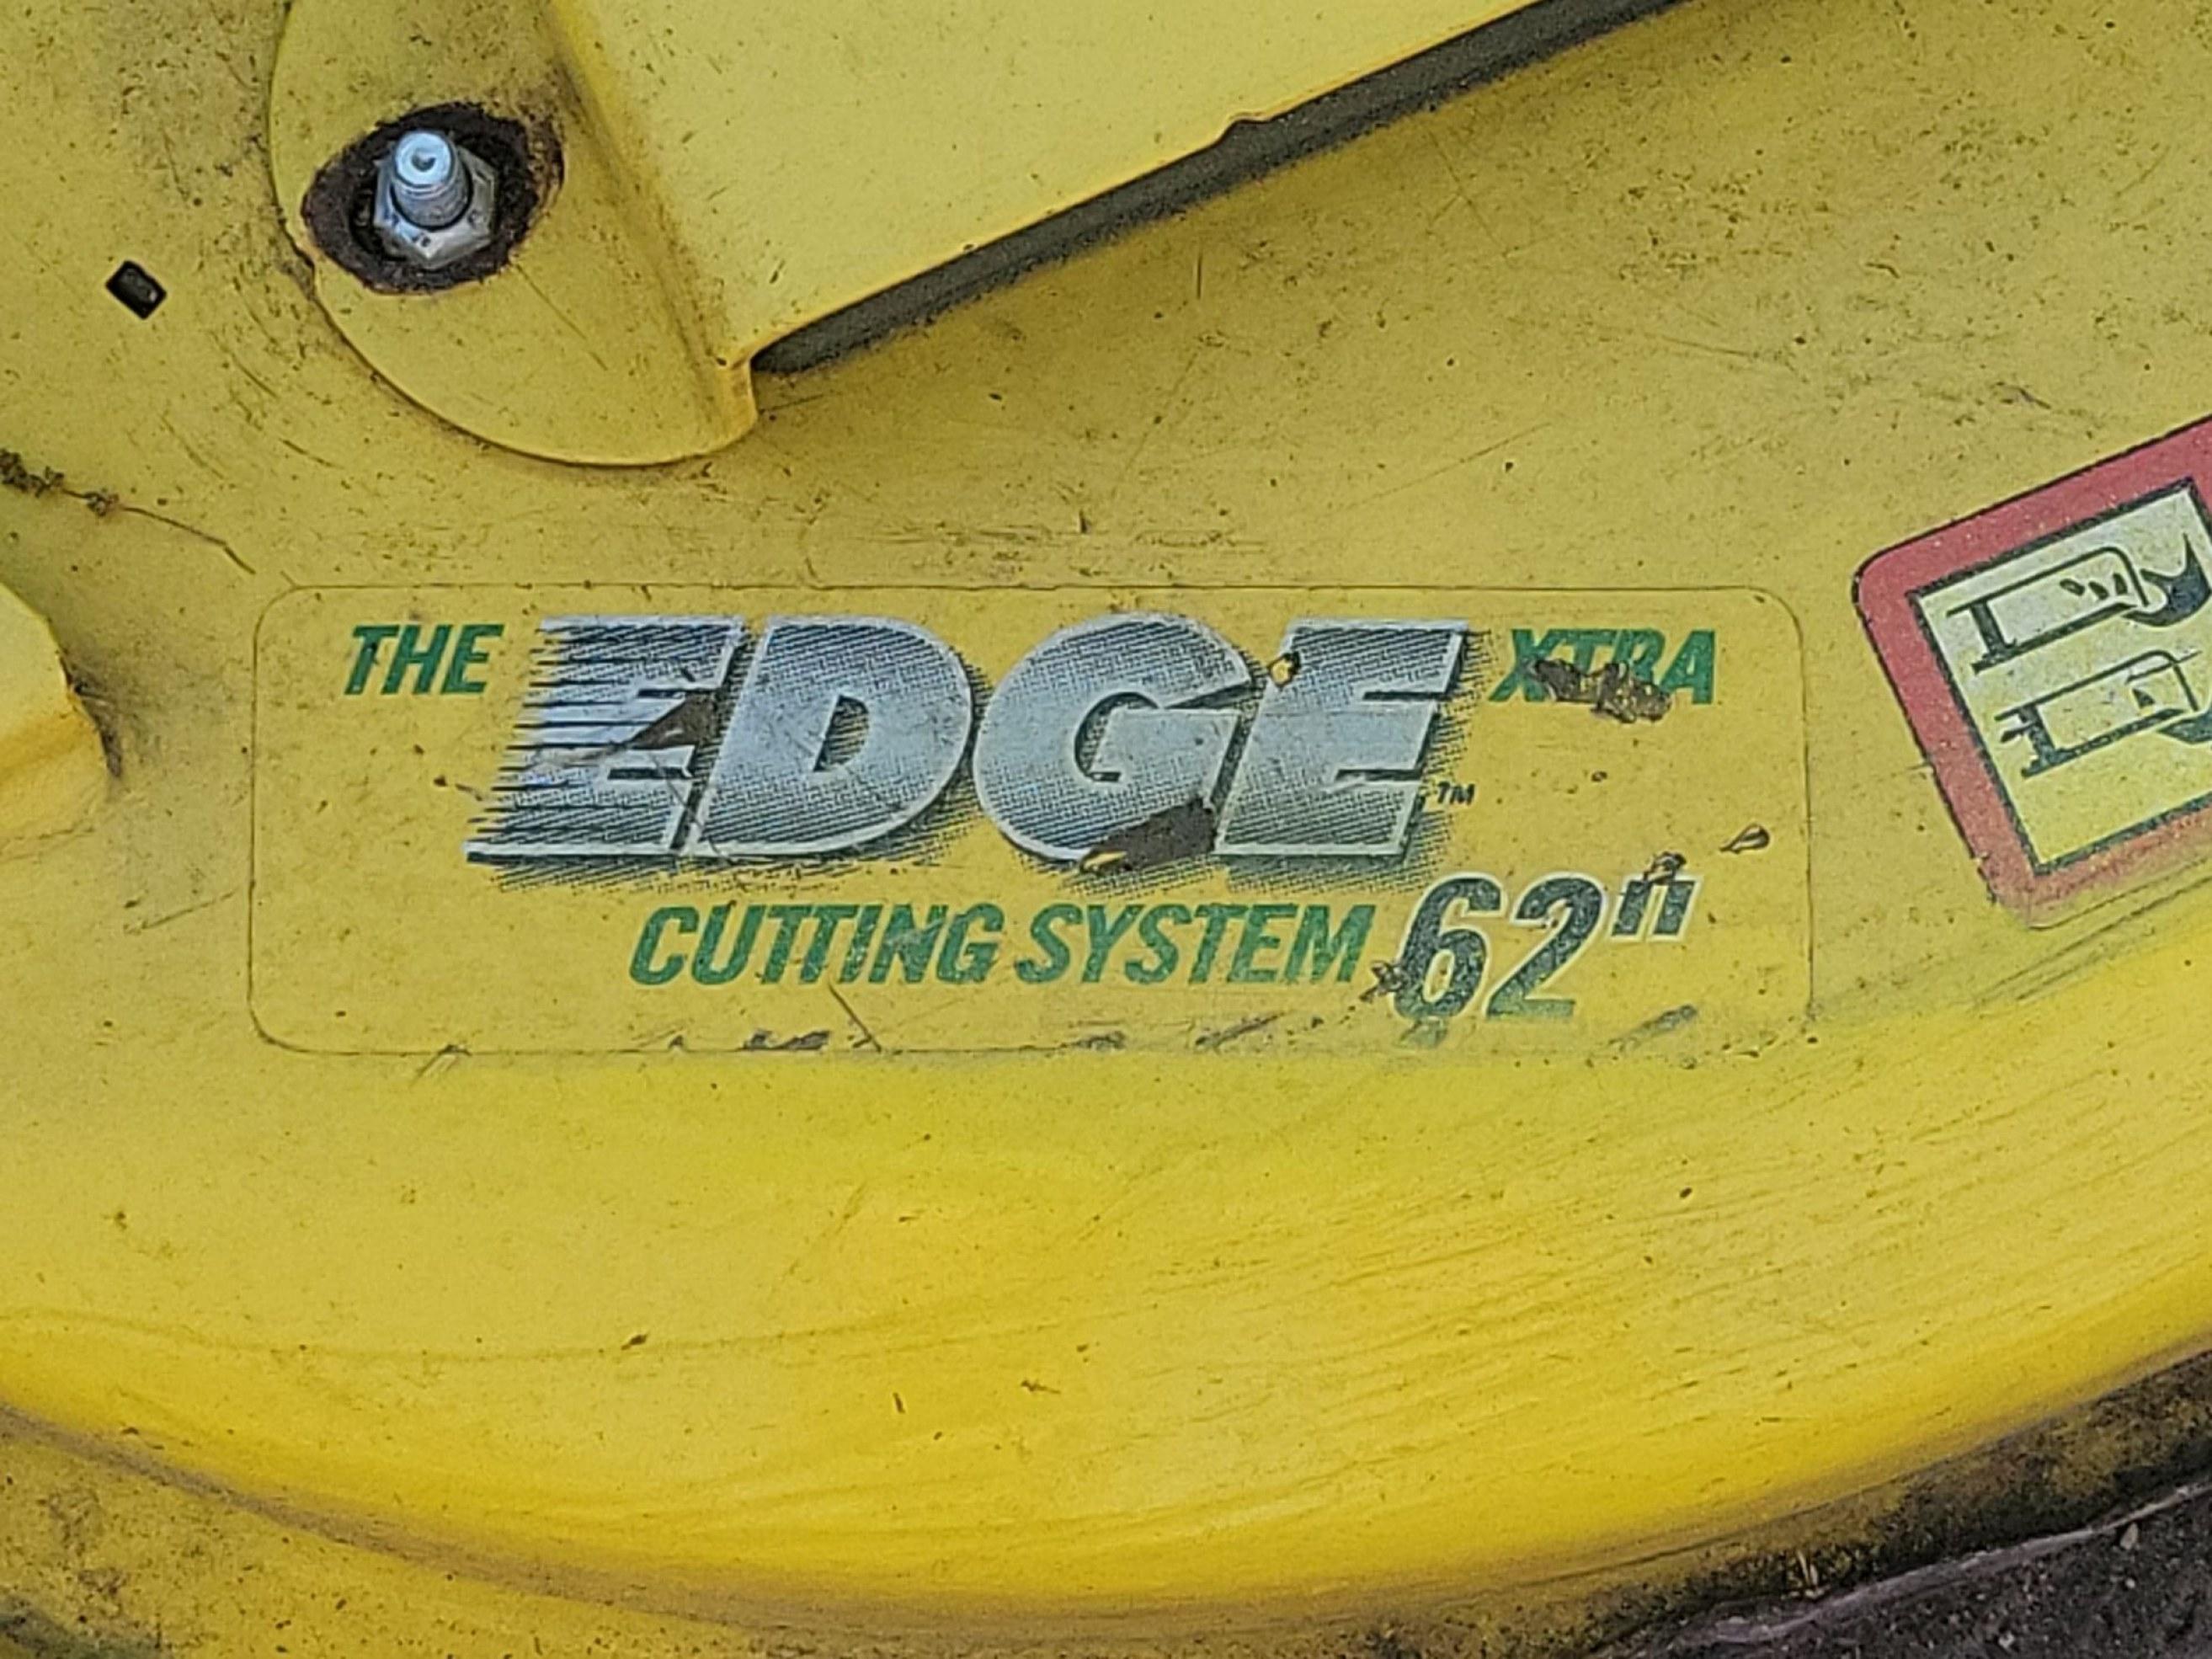 THE EDGE XTRA
TM
CUTTING SYSTEM 62"